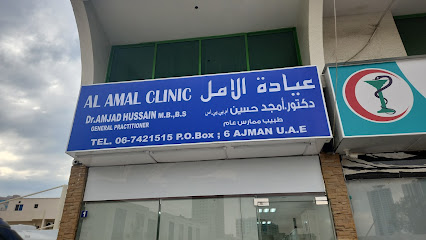 AL AMAL CLINIC عيادة الامل
Dr.AMJAD HUSSAIN M.B.,B.S دكتور.أمجد حسين
GENERAL PRACTITIONER طبيب ممارس عام
TEL. 06-7421515 P.O.Box ; 6 AJMAN U.A.E